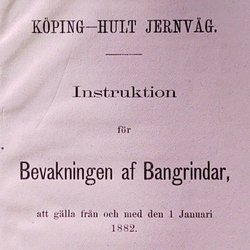 KÖPING—HULT JERNVÄG.
Instruktion
för
Bevakningen af Bangrindar,
att gälla från och med den 1 Januari
1882.